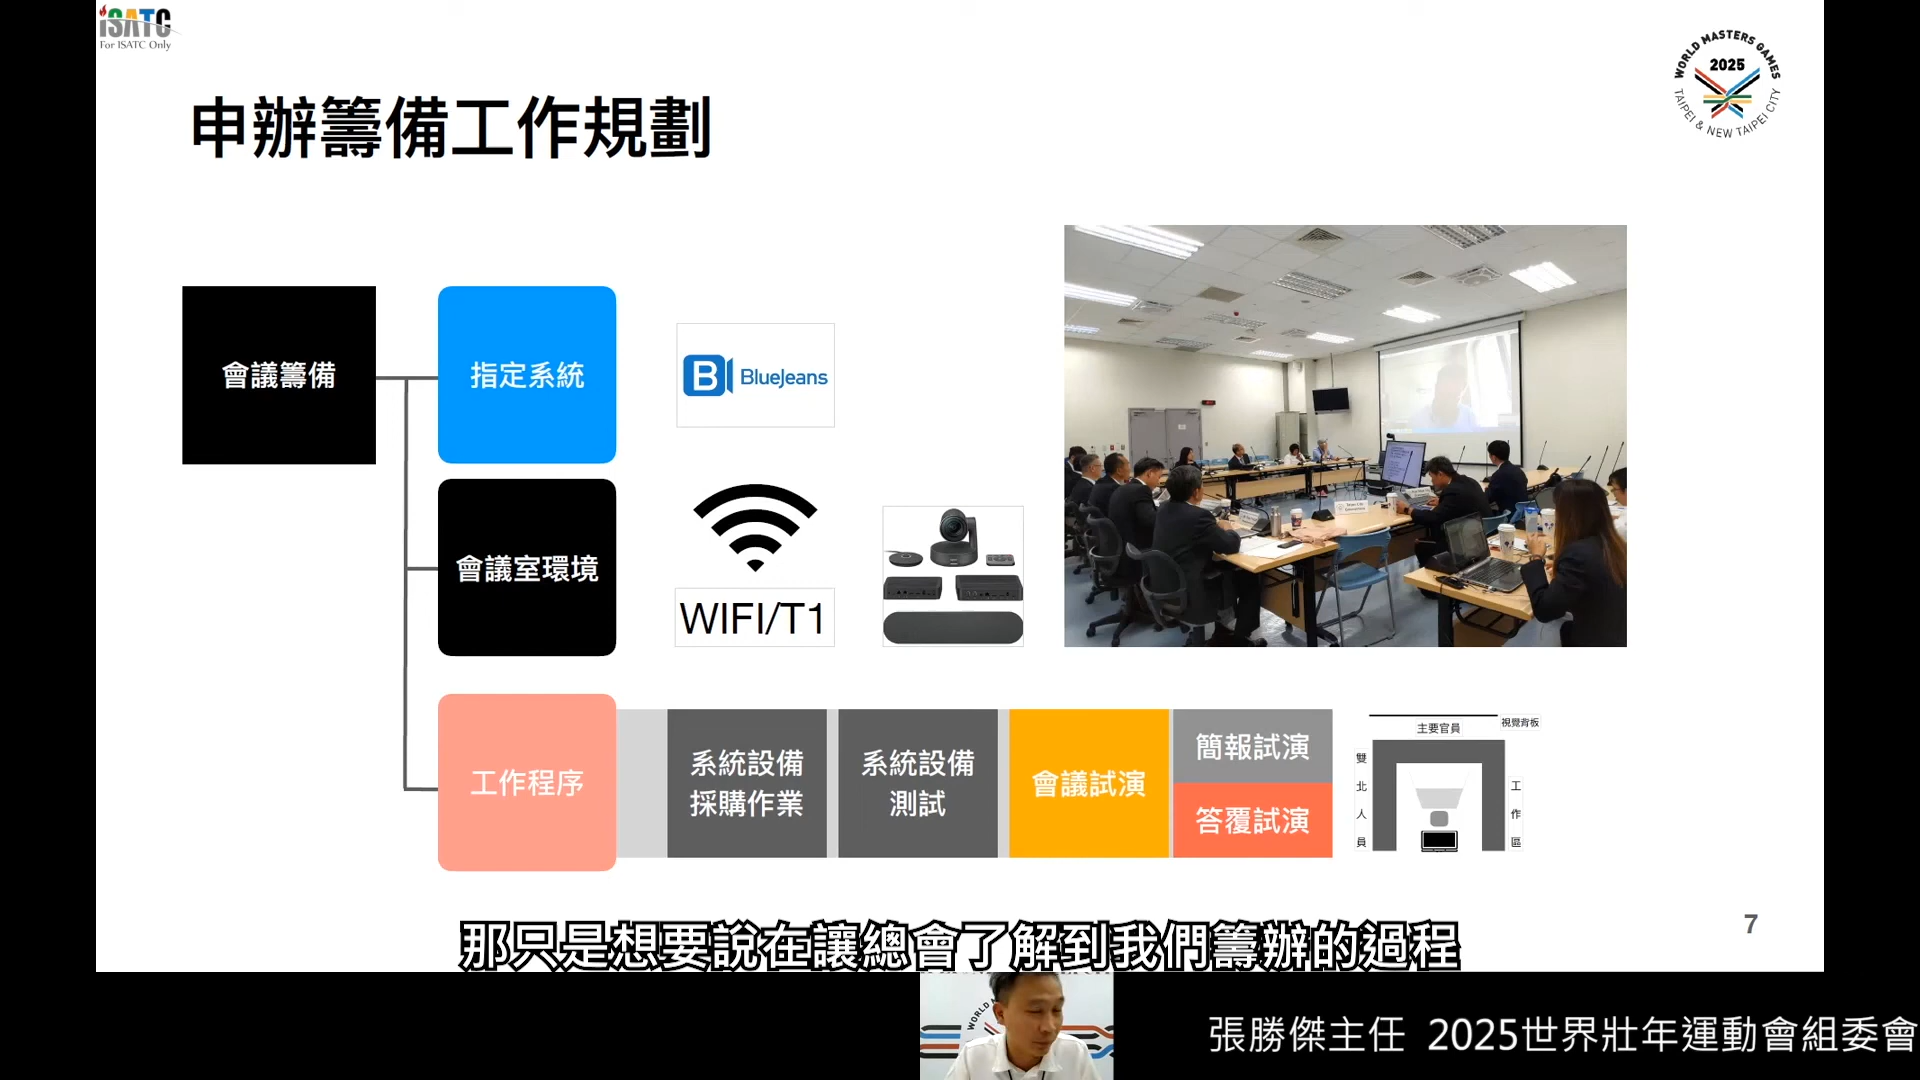 iSATC
For ISATC Only
WORLD MASTERS GAMES
2025
TAIPEI & NEW TAIPEI CITY
申辦籌備工作規劃
會議籌備
指定系統
B BlueJeans
會議室環境
WIFI/T1
工作程序
系統設備
採購作業
系統設備
測試
會議試演
簡報試演
答覆試演
主要官員
視覺背板
雙北人員
工作區
7
那只是想要說在讓總會了解到我們籌辦的過程
WORLD MA
張勝傑主任 2025世界壯年運動會組委會